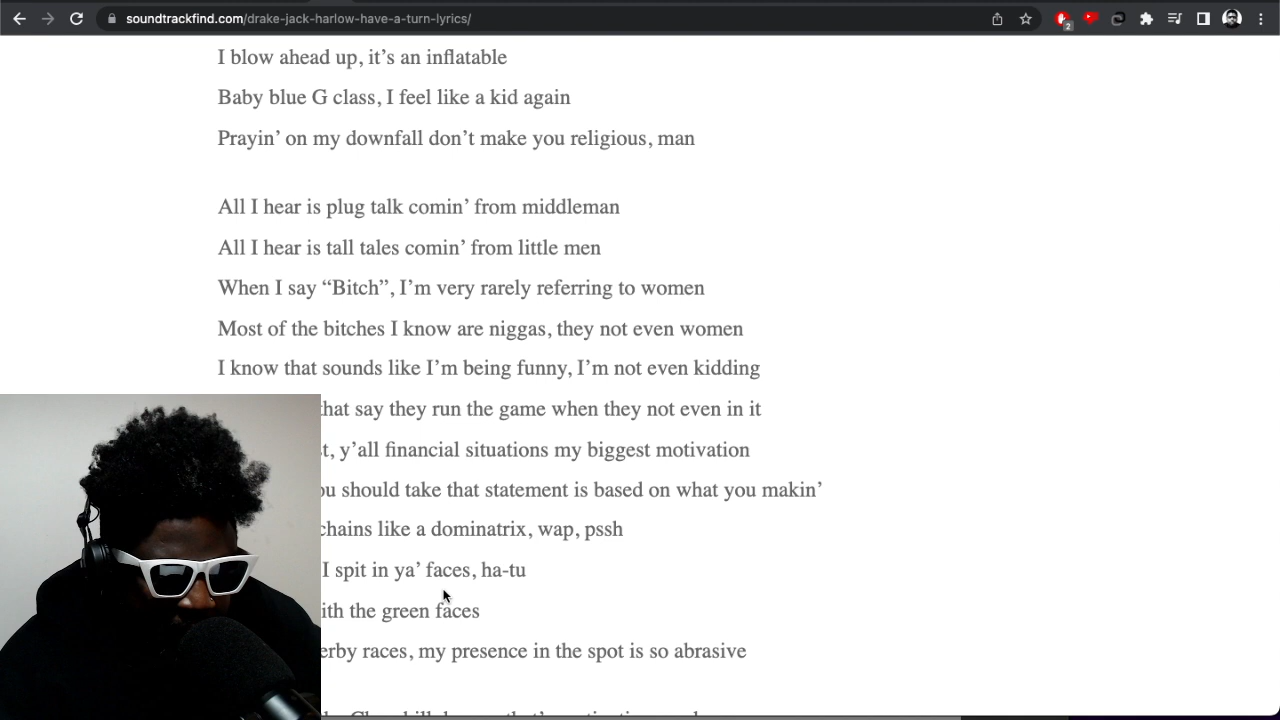 soundtrackfind.com/drake-jack-harlow-have-a-turn-lyrics/
2
I blow ahead up, it’s an inflatable
Baby blue G class, I feel like a kid again
Prayin’ on my downfall don’t make you religious, man
All I hear is plug talk comin’ from middleman
All I hear is tall tales comin’ from little men
When I say “Bitch”, I’m very rarely referring to women
Most of the bitches I know are niggas, they not even women
I know that sounds like I’m being funny, I’m not even kidding
that say they run the game when they not even in it
y’all financial situations my biggest motivation
should take that statement is based on what you makin’
chains like a dominatrix, wap, pssh
I spit in ya’ faces, ha-tu
the green faces
races, my presence in the spot is so abrasive